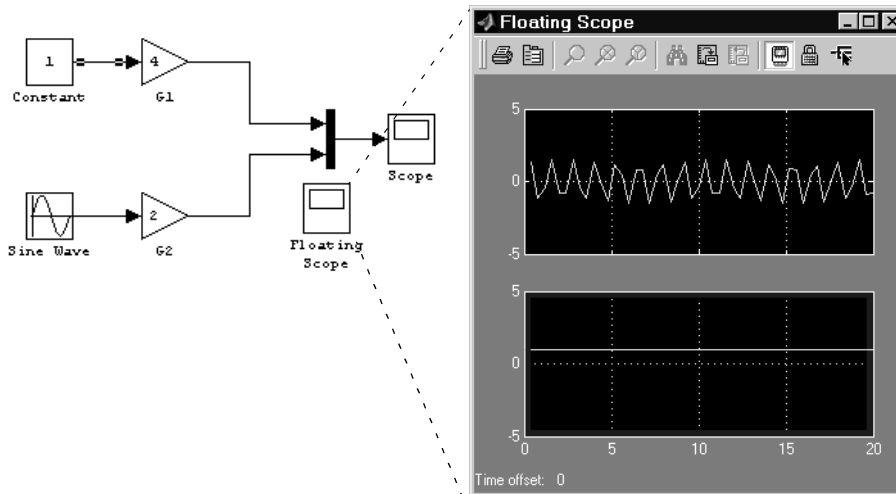 1
Constant
4
G1
Scope
Sine Wave
2
G2
Floating
Scope
Floating Scope
5
0
-5
5
0
-5
0
5
10
15
20
Time offset: 0